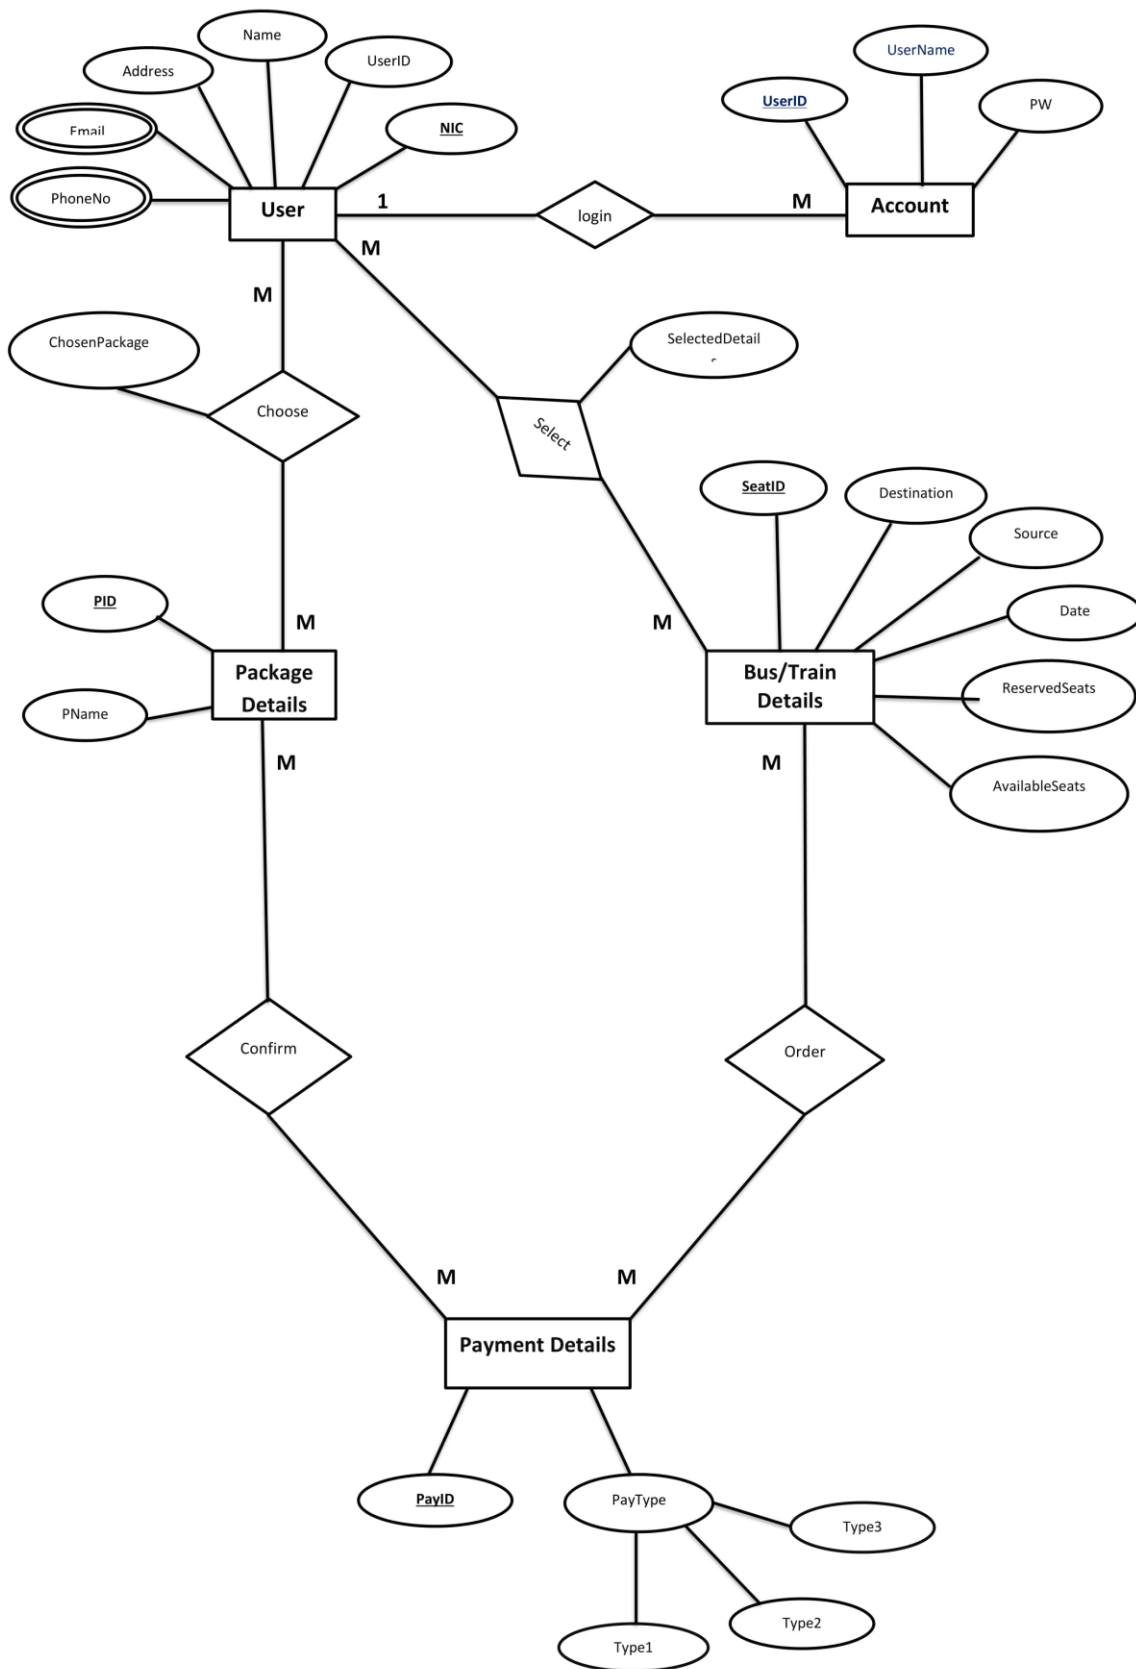 Name
UserID
Address
Email
NIC
PhoneNo
User
1
M
login
M
Account
UserName
UserID
PW
M
ChosenPackage
Choose
SelectedDetail
s
Select
SeatID
Destination
Source
Date
ReservedSeats
AvailableSeats
M
Bus/Train
Details
M
PID
PName
M
Package
Details
M
Confirm
Order
M
M
Payment Details
PayID
PayType
Type3
Type2
Type1